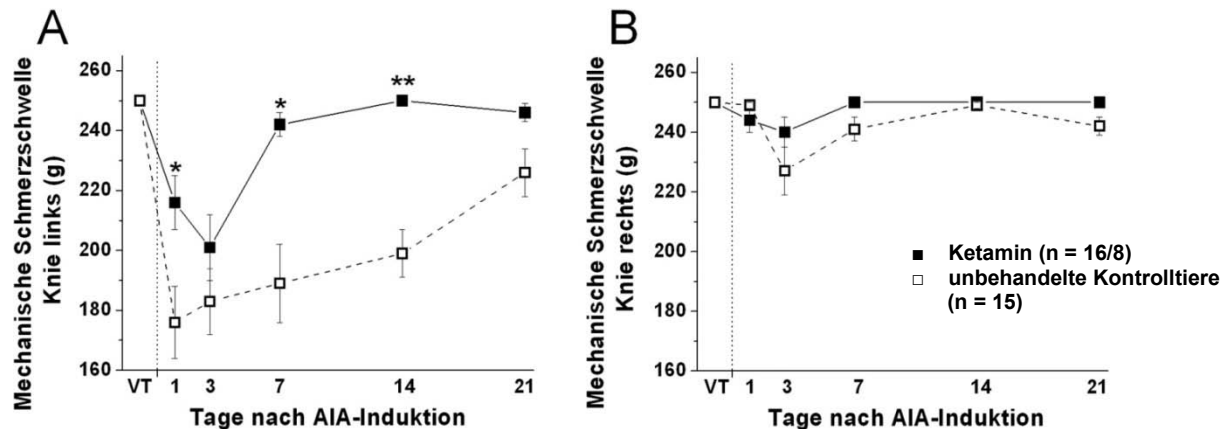 A
Mechanische Schmerzschwelle
Knie links (g)
260
240
220
200
180
160
*
*
**
VT 1 3 7 14 21
Tage nach AIA-Induktion
B
Mechanische Schmerzschwelle
Knie rechts (g)
260
240
220
200
180
160
Ketamin (n = 16/8)
unbehandelte Kontrolltiere
(n = 15)
VT 1 3 7 14 21
Tage nach AIA-Induktion